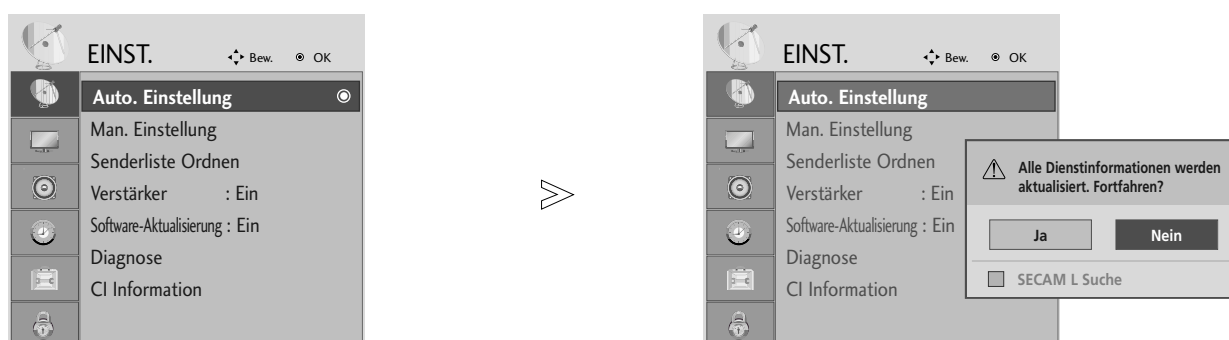 EINST.
Bew. OK
Auto. Einstellung
Man. Einstellung
Senderliste Ordnen
Verstärker : Ein
Software-Aktualisierung : Ein
Diagnose
CI Information
EINST.
Bew. OK
Auto. Einstellung
Man. Einstellung
Senderliste Ordnen
Verstärker : Ein
Software-Aktualisierung : Ein
Diagnose
CI Information
Alle Dienstinformationen werden
aktualisiert. Fortfahren?
Ja Nein
SECAM L Suche